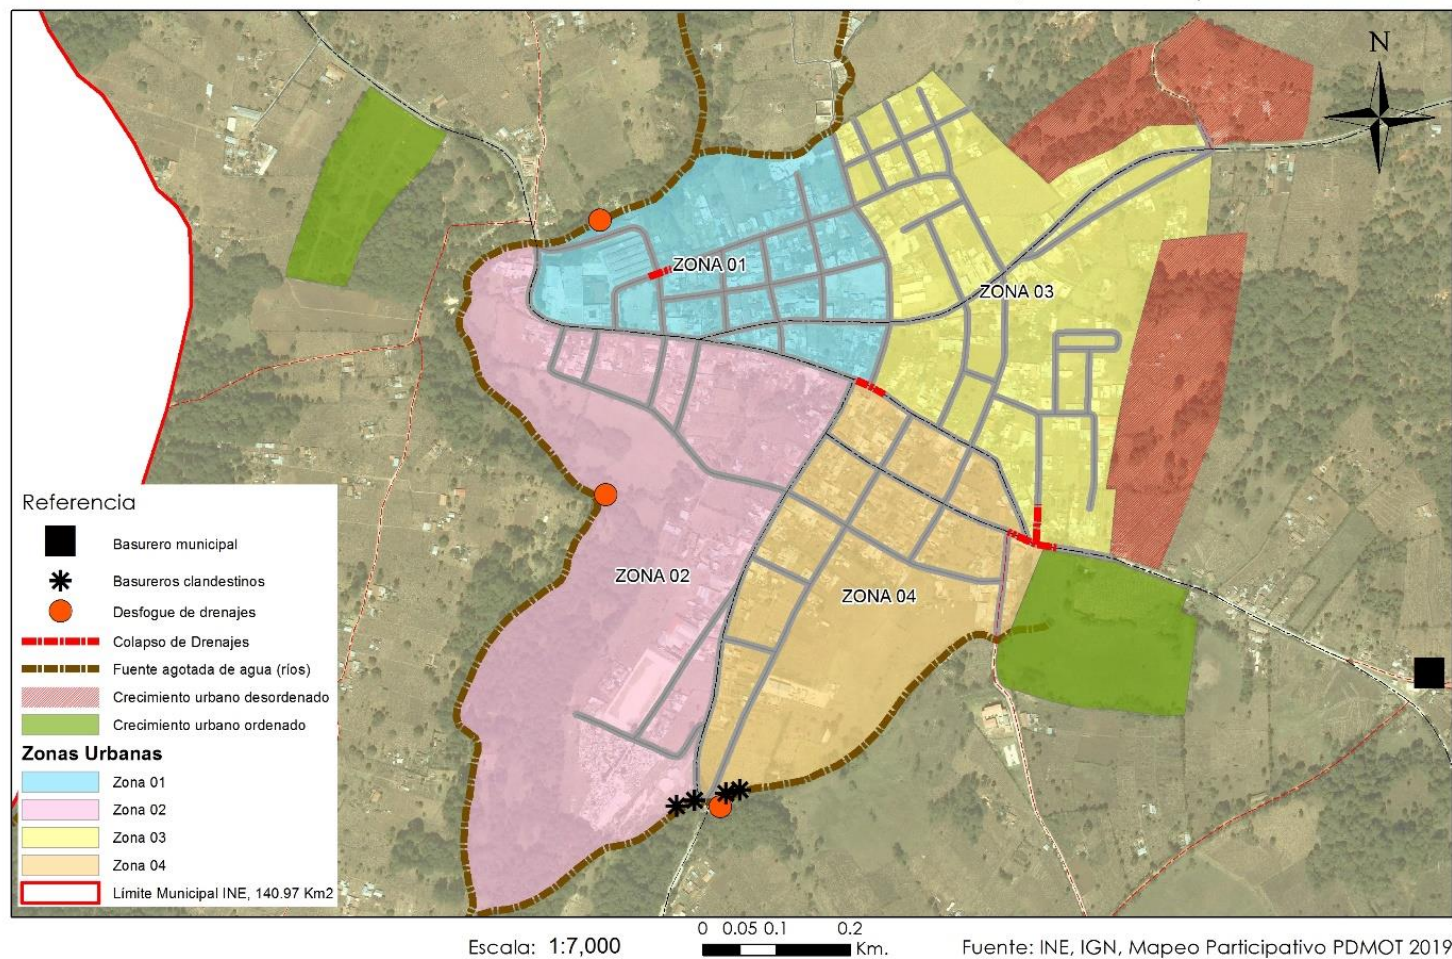 N
ZONA 01
ZONA 03
ZONA 02
ZONA 04
Referencia
Basurero municipal
Basureros clandestinos
Desfogue de drenajes
Colapso de Drenajes
Fuente agotada de agua (ríos)
Crecimiento urbano desordenado
Crecimiento urbano ordenado
Zonas Urbanas
Zona 01
Zona 02
Zona 03
Zona 04
Límite Municipal INE, 140.97 Km2
Escala: 1:7,000
0 0.05 0.1 0.2
Km.
Fuente: INE, IGN, Mapeo Participativo PDMOT 2019